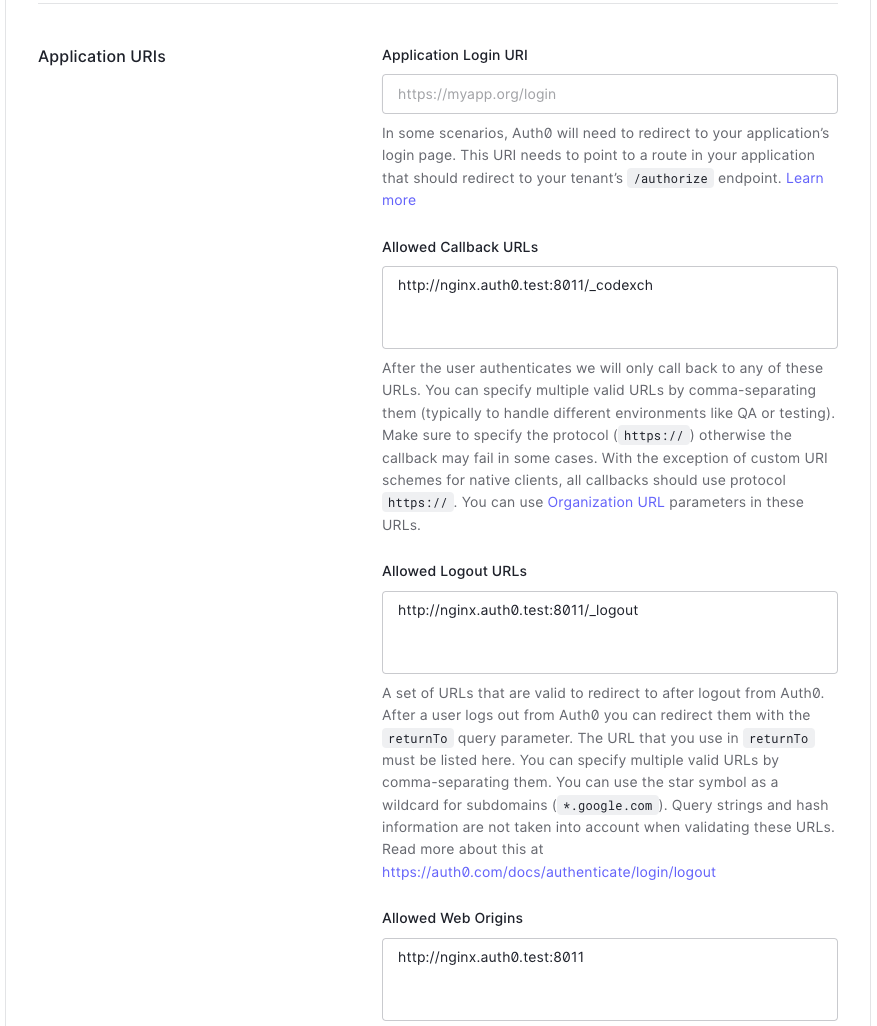 Application URIs
Application Login URI
https://myapp.org/login
In some scenarios, Auth0 will need to redirect to your application’s
login page. This URI needs to point to a route in your application
that should redirect to your tenant’s /authorize endpoint. Learn
more
Allowed Callback URLs
http://nginx.auth0.test:8011/_codexch
After the user authenticates we will only call back to any of these
URLs. You can specify multiple valid URLs by comma-separating
them (typically to handle different environments like QA or testing).
Make sure to specify the protocol ( https:// ) otherwise the
callback may fail in some cases. With the exception of custom URI
schemes for native clients, all callbacks should use protocol
https:// . You can use Organization URL parameters in these
URLs.
Allowed Logout URLs
http://nginx.auth0.test:8011/_logout
A set of URLs that are valid to redirect to after logout from Auth0.
After a user logs out from Auth0 you can redirect them with the
returnTo query parameter. The URL that you use in returnTo
must be listed here. You can specify multiple valid URLs by
comma-separating them. You can use the star symbol as a
wildcard for subdomains ( *.google.com ). Query strings and hash
information are not taken into account when validating these URLs.
Read more about this at
https://auth0.com/docs/authenticate/login/logout
Allowed Web Origins
http://nginx.auth0.test:8011